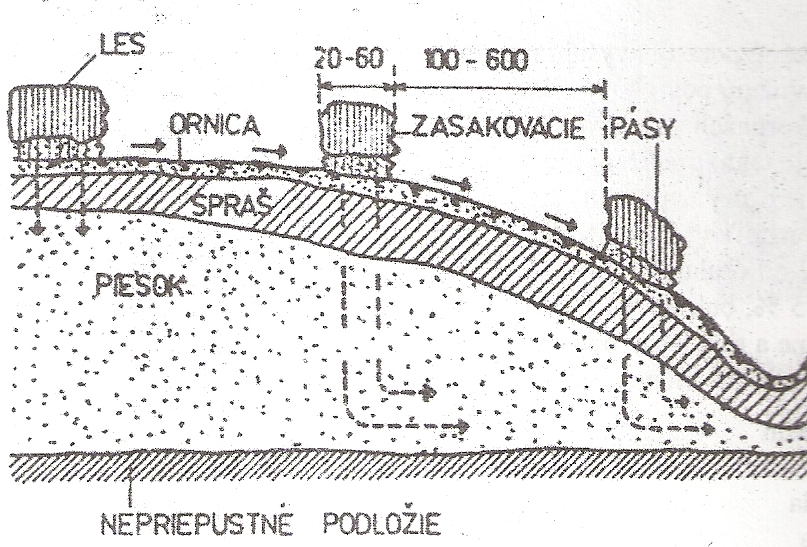 LES
20-60 100-600
ORNICA
ZASAKOVACIE PÁSY
SPRAŠ
PIESOK
NEPRIEPUSTNÉ PODLOŽIE